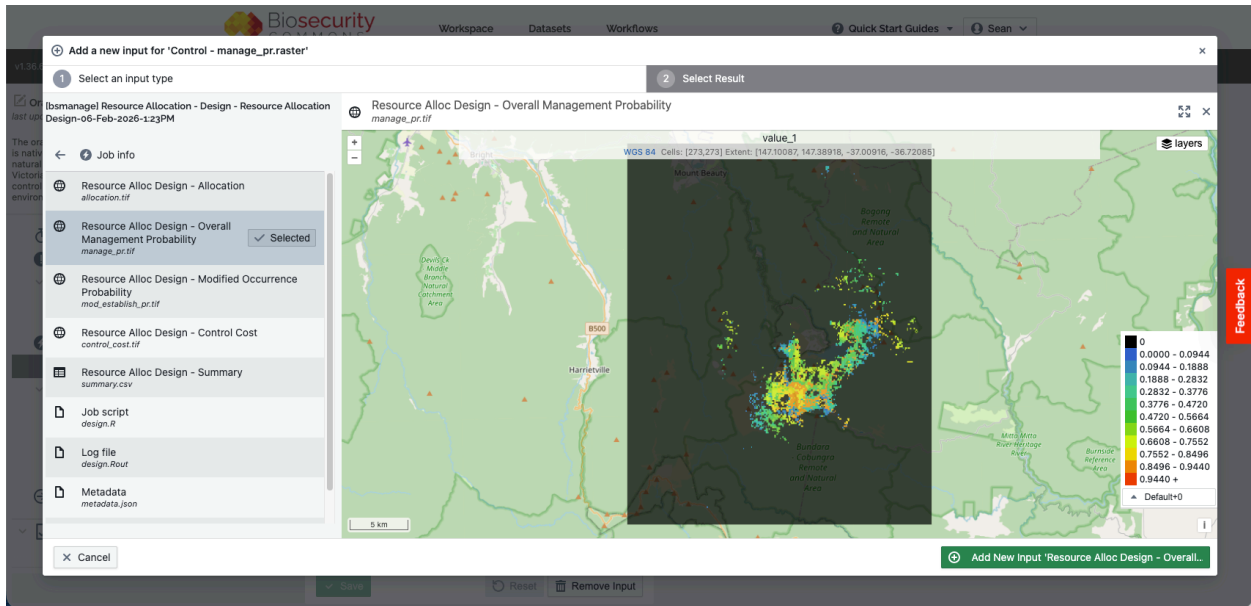 Biosecurity
COMMONS
Workspace
Datasets
Workflows
Quick Start Guides
Sean
Add a new input for 'Control - manage_pr.raster'
1 Select an input type
2 Select Result
[bsmanage] Resource Allocation - Design - Resource Allocation
Design-06-Feb-2026-1:23PM
Job info
Resource Alloc Design - Allocation
allocation.tif
Resource Alloc Design - Overall
Management Probability
manage_pr.tif
Selected
Resource Alloc Design - Modified Occurrence
Probability
mod_establish_pr.tif
Resource Alloc Design - Control Cost
control_cost.tif
Resource Alloc Design - Summary
summary.csv
Job script
design.R
Log file
design.Rout
Metadata
metadata.json
Resource Alloc Design - Overall Management Probability
manage_pr.tif
+
−
value_1
WGS 84 Cells: [273,273] Extent: [147.10087, 147.38918, -37.00916, -36.72085]
layers
Bright
Mount Beauty
Bogong
Remote
and Natural
Area
Devils Ck
Middle
Branch
Natural
Catchment
Area
B500
Harrietville
Mitta Mitta
River Heritage
River
Burnside
Reference
Area
Bundara
- Cobungra
Remote
and Natural
Area
5 km
0
0.0000 - 0.0944
0.0944 - 0.1888
0.1888 - 0.2832
0.2832 - 0.3776
0.3776 - 0.4720
0.4720 - 0.5664
0.5664 - 0.6608
0.6608 - 0.7552
0.7552 - 0.8496
0.8496 - 0.9440
0.9440 +
Default+0
i
Feedback
Cancel
Add New Input 'Resource Alloc Design - Overall...
Save
Reset
Remove Input